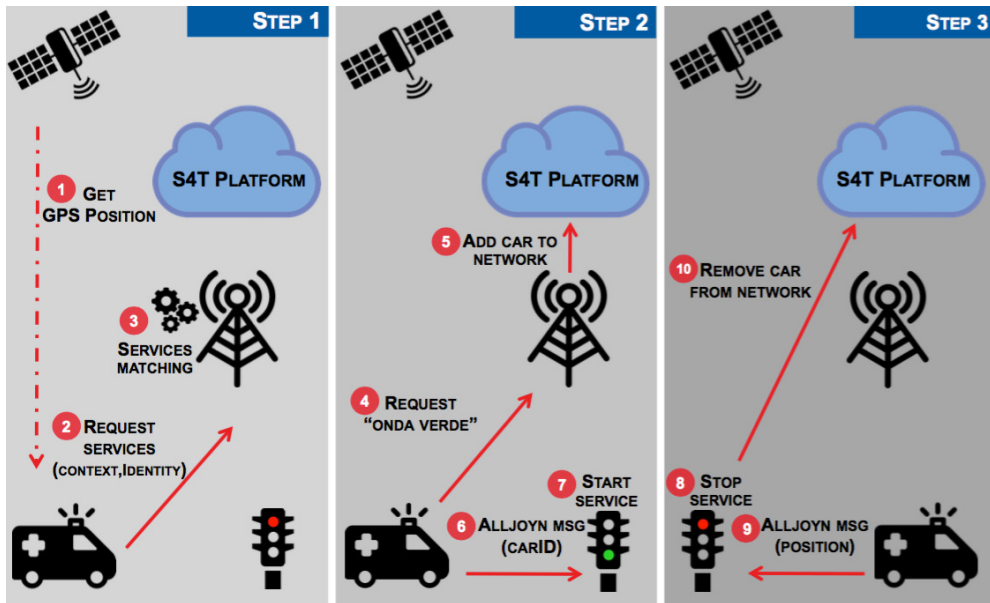 STEP 1
S4T PLATFORM
1 GET
GPS POSITION
3
SERVICES
MATCHING
2 REQUEST
SERVICES
(CONTEXT,IDENTITY)
STEP 2
S4T PLATFORM
5 ADD CAR TO
NETWORK
4 REQUEST
“ONDA VERDE”
7 START
SERVICE
6 ALLJOYN MSG
(CARID)
STEP 3
S4T PLATFORM
10 REMOVE CAR
FROM NETWORK
8 STOP
SERVICE
9 ALLJOYN MSG
(POSITION)